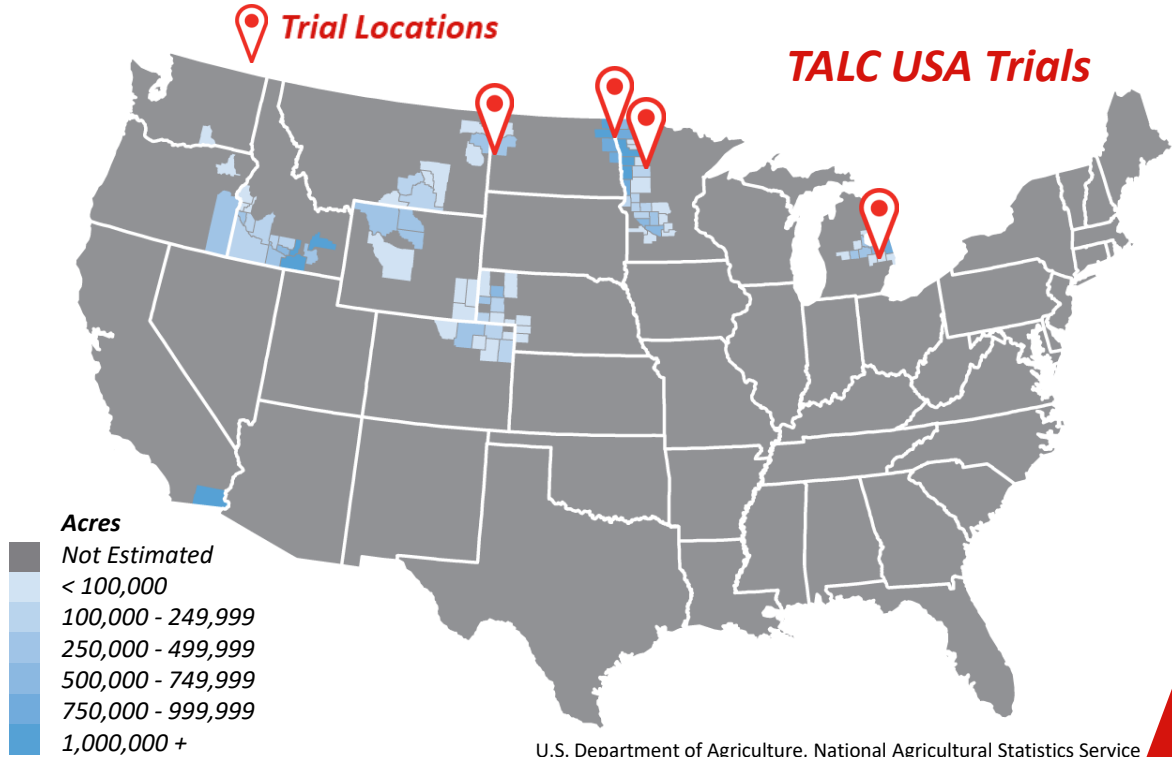 Trial Locations
TALC USA Trials
Acres
Not Estimated
< 100,000
100,000 - 249,999
250,000 - 499,999
500,000 - 749,999
750,000 - 999,999
1,000,000 +
U.S. Department of Agriculture, National Agricultural Statistics Service